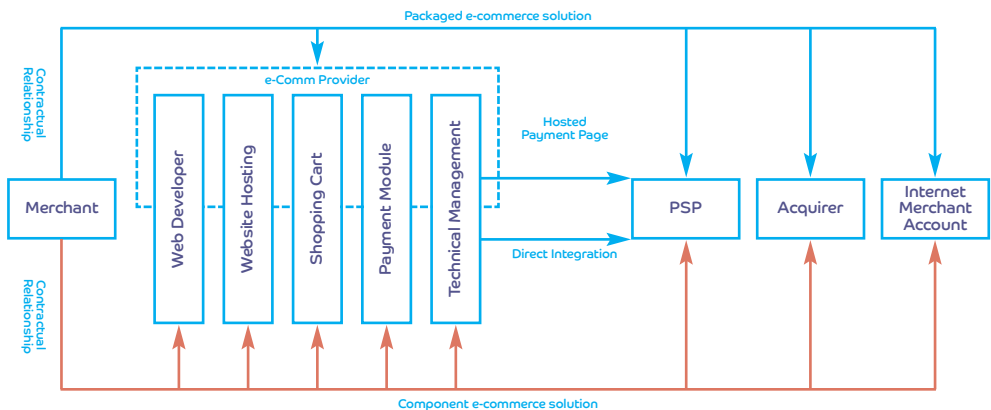 Packaged e-commerce solution
Contractual
Relationship
e-Comm Provider
Web Developer
Website Hosting
Shopping Cart
Payment Module
Technical Management
Hosted
Payment Page
Merchant
PSP
Acquirer
Internet
Merchant
Account
Direct Integration
Contractual
Relationship
Component e-commerce solution